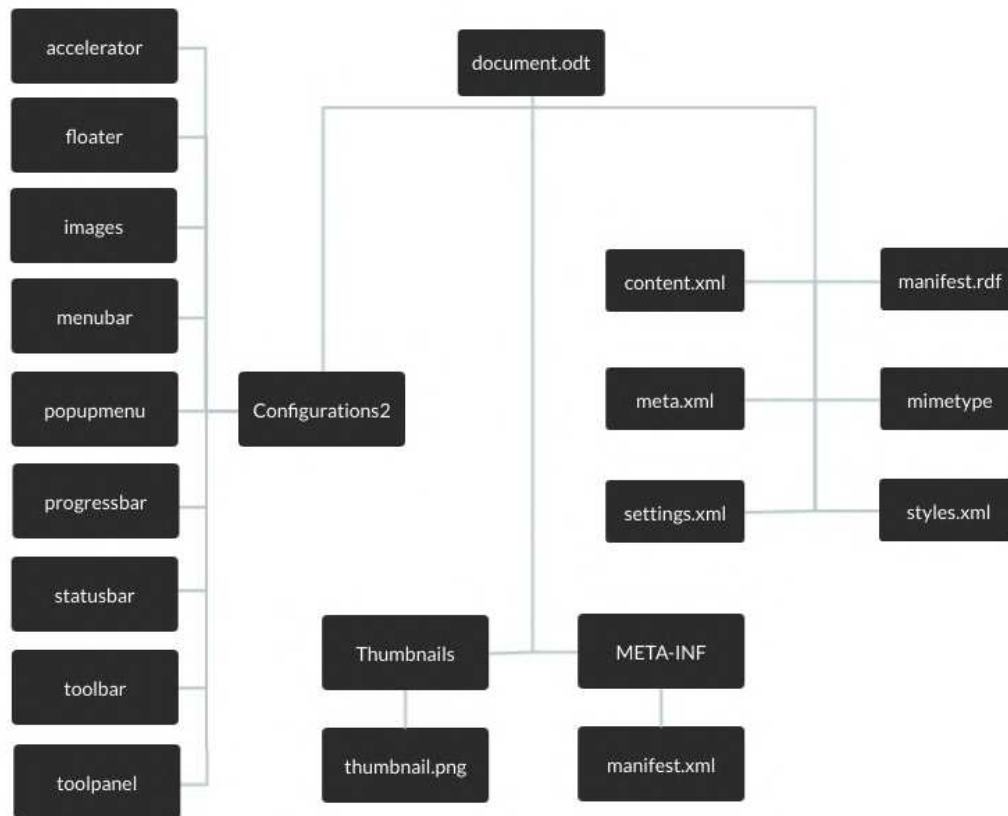 accelerator
document.odt
floater
images
content.xml
manifest.rdf
menubar
popupmenu
Configurations2
meta.xml
mimetype
progressbar
settings.xml
styles.xml
statusbar
Thumbnails
META-INF
toolbar
thumbnail.png
manifest.xml
toolpanel